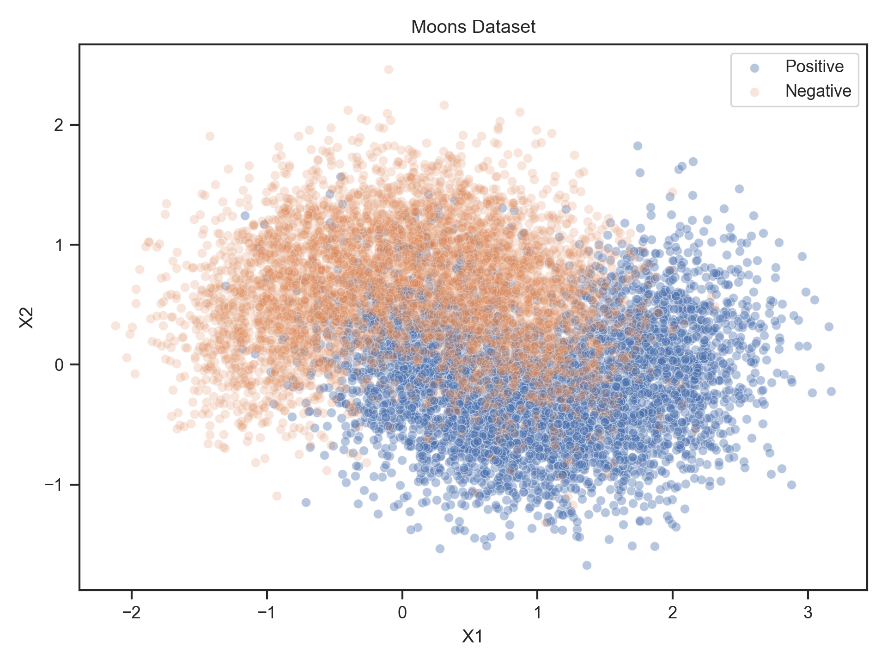 Moons Dataset
Positive
Negative
X2
2
1
0
−1
−2 −1 0 1 2 3
X1